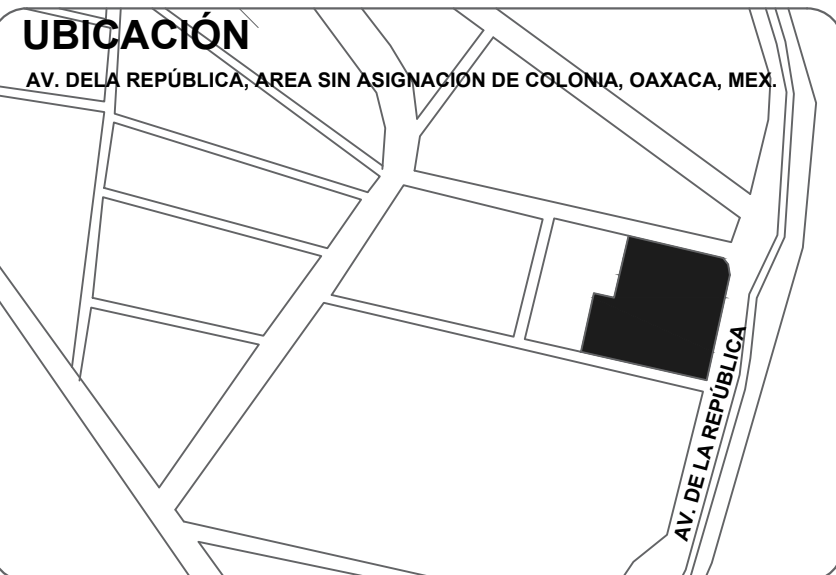 UBICACIÓN
AV. DELA REPÚBLICA, AREA SIN ASIGNACION DE COLONIA, OAXACA, MEX.
AV. DE LA REPÚBLICA